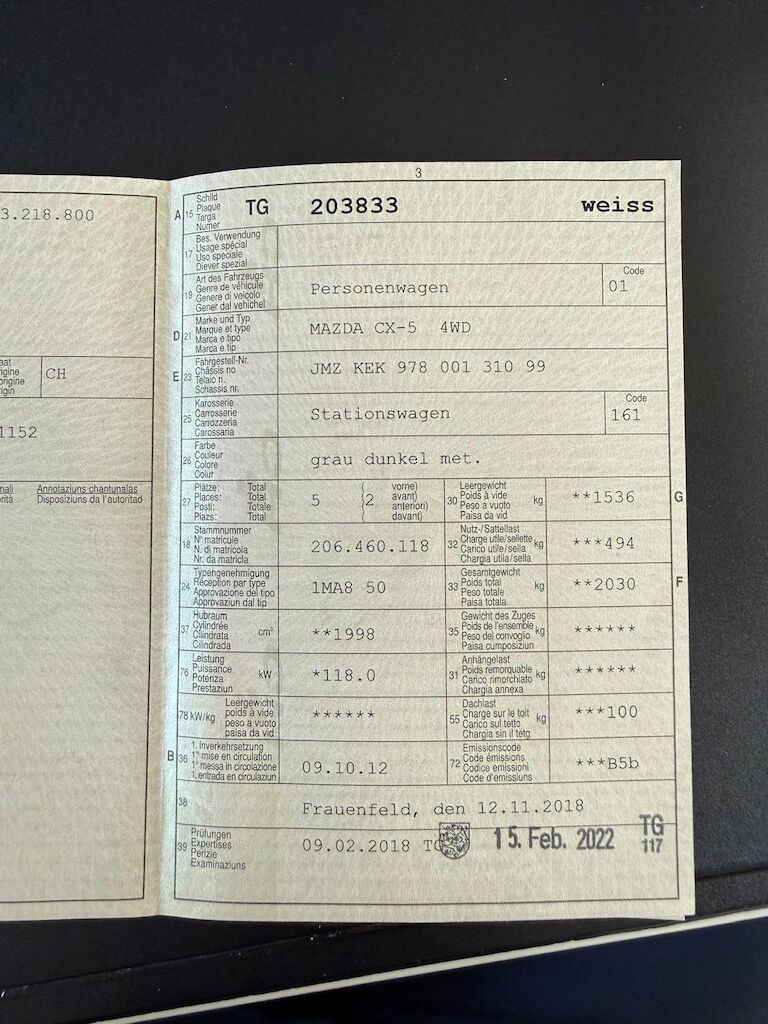 3
3.218.800
aat
igine
origine
rigin
CH
1152
nali
rità
Annotaziuns chantunalas
Disposiziuns da l'autoritad
A 15 Schild
Plaque
Targa
Numer
TG 203833 weiss
17 Bes. Verwendung
Usage spécial
Uso speciale
Diever spezial
19 Art des Fahrzeugs
Genre de véhicule
Genere di veicolo
Gener dal vehichel
Personenwagen
Code
01
D 21 Marke und Typ
Marque et type
Marca e tipo
Marca e tip
MAZDA CX-5 4WD
E 23 Fahrgestell-Nr.
Châssis no
Telaio n.
Schassis nr.
JMZ KEK 978 001 310 99
25 Karosserie
Carrosserie
Carrozzeria
Carossaria
Stationswagen
Code
161
26 Farbe
Couleur
Colore
Colur
grau dunkel met.
27 Plätze: Total
Places: Total
Posti: Totale
Plazs: Total
5 (2 vorne)
( avant)
( anteriori)
( davant)
30 Leergewicht
Poids à vide
Peso a vuoto
Paisa da vid
kg
**1536
G
18 Stammnummer
N° matricule
N. di matricola
Nr. da matricla
206.460.118
32 Nutz-/Sattellast
Charge utile/sellette
Carico utile/sella
Chargia utila/sella
kg
***494
24 Typengenehmigung
Réception par type
Approvazione del tipo
Approvaziun dal tip
1MA8 50
33 Gesamtgewicht
Poids total
Peso totale
Paisa totala
kg
**2030
F
37 Hubraum
Cylindrée
Cilindrata
Cilindrada
cm³
**1998
35 Gewicht des Zuges
Poids de l'ensemble
Peso del convoglio
Paisa cumposiziun
kg
******
76 Leistung
Puissance
Potenza
Prestaziun
kW
*118.0
31 Anhängelast
Poids remorquable
Carico rimorchiato
Chargia annexa
kg
******
78 kW/kg
Leergewicht
poids à vide
peso a vuoto
paisa da vid
******
55 Dachlast
Charge sur le toit
Carico sul tetto
Chargia sin il tetg
kg
***100
B 36 1. Inverkehrsetzung
1re mise en circulation
1a messa in circolazione
1. entrada en circulaziun
09.10.12
72 Emissionscode
Code émissions
Codice emissioni
Code d'emissiuns
***B5b
38
Frauenfeld, den 12.11.2018
39 Prüfungen
Expertises
Perizie
Examinaziuns
09.02.2018 TG
15. Feb. 2022
TG
117